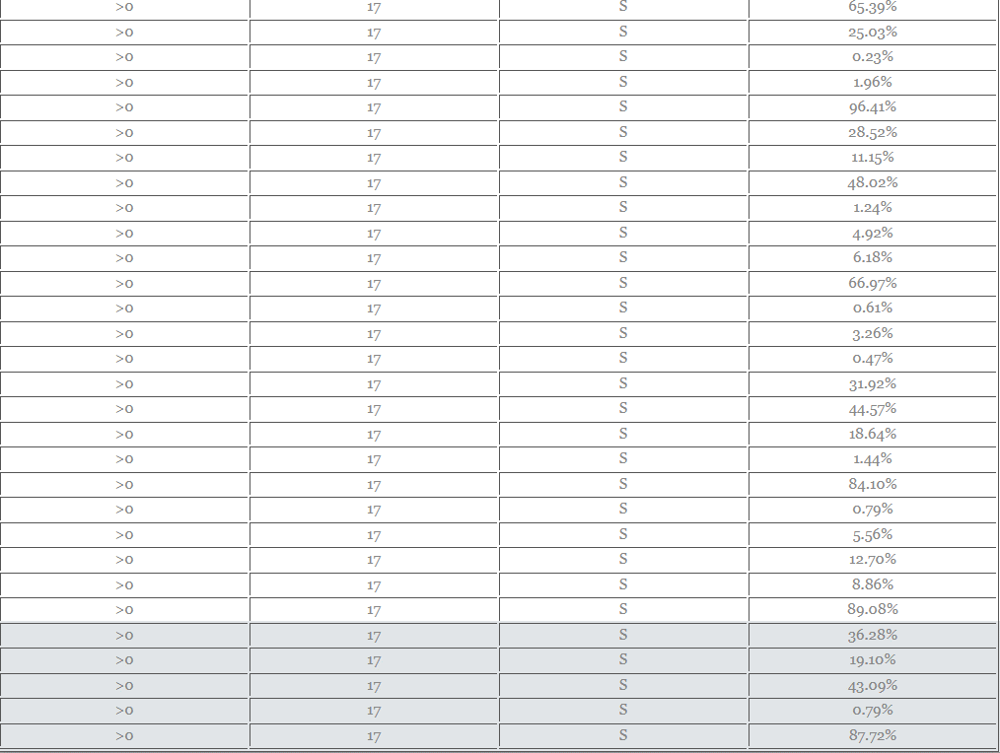 >0 17 S 65.39%
>0 17 S 25.03%
>0 17 S 0.23%
>0 17 S 1.96%
>0 17 S 96.41%
>0 17 S 28.52%
>0 17 S 11.15%
>0 17 S 48.02%
>0 17 S 1.24%
>0 17 S 4.92%
>0 17 S 6.18%
>0 17 S 66.97%
>0 17 S 0.61%
>0 17 S 3.26%
>0 17 S 0.47%
>0 17 S 31.92%
>0 17 S 44.57%
>0 17 S 18.64%
>0 17 S 1.44%
>0 17 S 84.10%
>0 17 S 0.79%
>0 17 S 5.56%
>0 17 S 12.70%
>0 17 S 8.86%
>0 17 S 89.08%
>0 17 S 36.28%
>0 17 S 19.10%
>0 17 S 43.09%
>0 17 S 0.79%
>0 17 S 87.72%